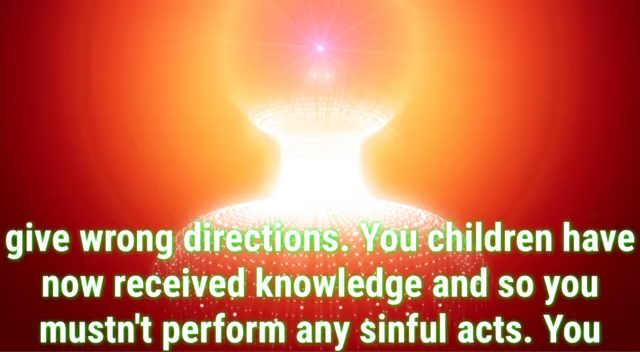 give wrong directions. You children have
now received knowledge and so you
mustn't perform any sinful acts. You